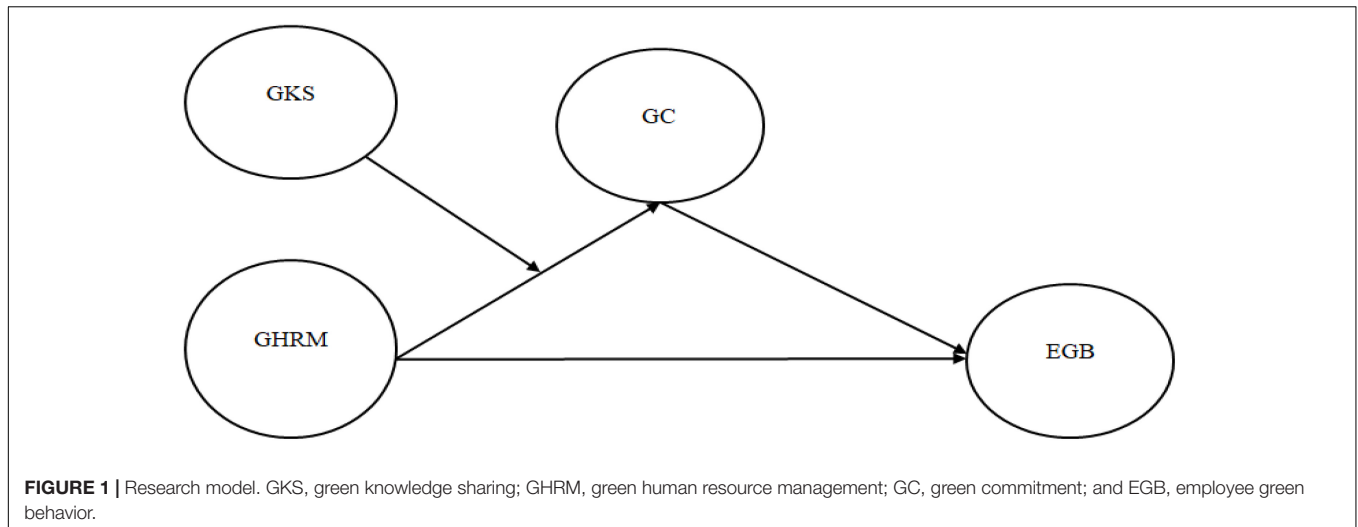 GKS
GC
GHRM
EGB
FIGURE 1 | Research model. GKS, green knowledge sharing; GHRM, green human resource management; GC, green commitment; and EGB, employee green
behavior.